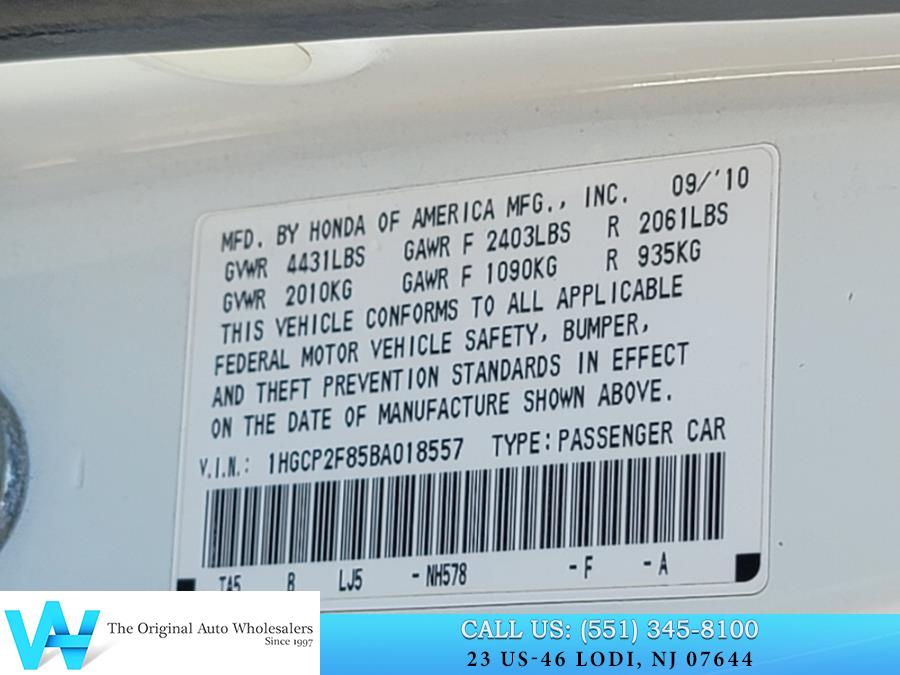 MFD. BY HONDA OF AMERICA MFG., INC. 09/'10
GVWR 4431LBS GAWR F 2403LBS R 2061LBS
GVWR 2010KG GAWR F 1090KG R 935KG
THIS VEHICLE CONFORMS TO ALL APPLICABLE
FEDERAL MOTOR VEHICLE SAFETY, BUMPER,
AND THEFT PREVENTION STANDARDS IN EFFECT
ON THE DATE OF MANUFACTURE SHOWN ABOVE.
V.I.N.: 1HGCP2F85BA018557 TYPE:PASSENGER CAR
TA5 B LJ5 -NH578 -F -A
The Original Auto Wholesalers
Since 1997
CALL US: (551) 345-8100
23 US-46 LODI, NJ 07644